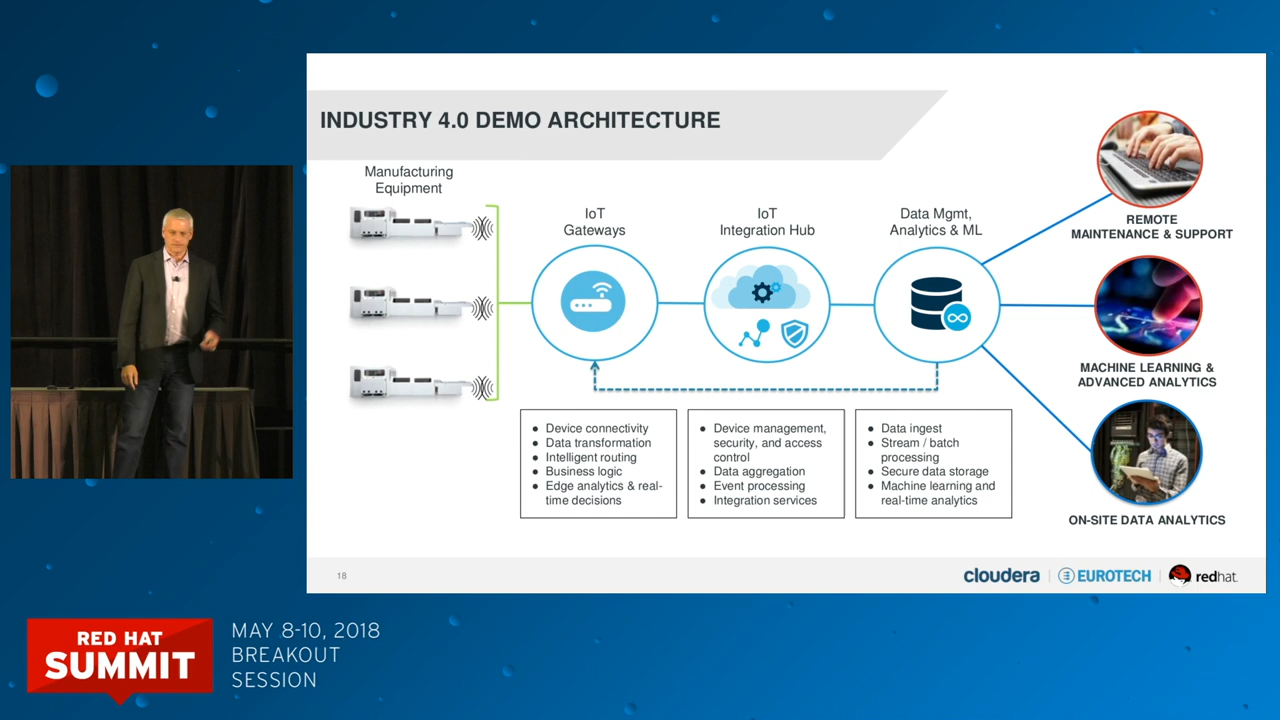 INDUSTRY 4.0 DEMO ARCHITECTURE
Manufacturing
Equipment
IoT
Gateways
IoT
Integration Hub
Data Mgmt,
Analytics & ML
REMOTE
MAINTENANCE & SUPPORT
MACHINE LEARNING &
ADVANCED ANALYTICS
ON-SITE DATA ANALYTICS
● Device connectivity
● Data transformation
● Intelligent routing
● Business logic
● Edge analytics & real-
time decisions
● Device management,
security, and access
control
● Data aggregation
● Event processing
● Integration services
● Data ingest
● Stream / batch
processing
● Secure data storage
● Machine learning and
real-time analytics
18
cloudera
EUROTECH
redhat.
RED HAT
SUMMIT
MAY 8-10, 2018
BREAKOUT
SESSION